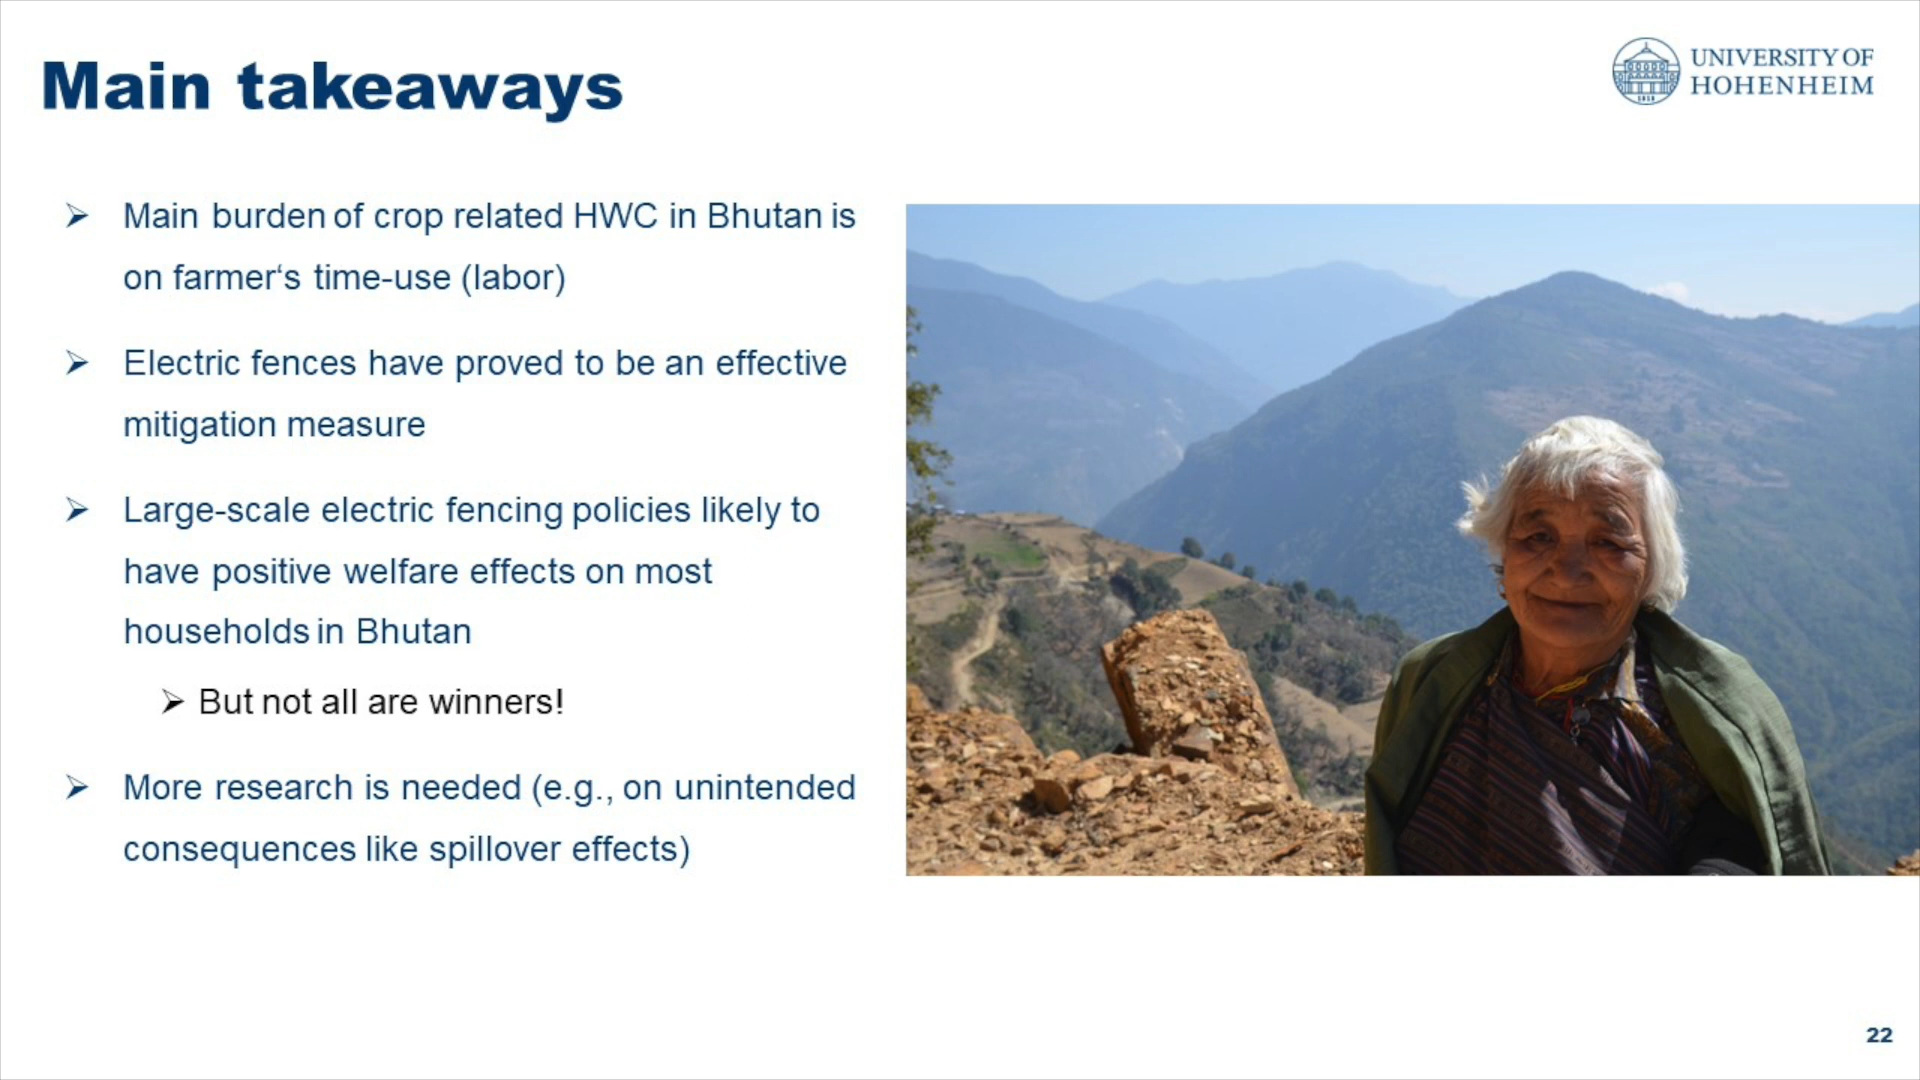 Main takeaways
UNIVERSITY OF
HOHENHEIM
1818
➢ Main burden of crop related HWC in Bhutan is
on farmer‘s time-use (labor)
➢ Electric fences have proved to be an effective
mitigation measure
➢ Large-scale electric fencing policies likely to
have positive welfare effects on most
households in Bhutan
➢ But not all are winners!
➢ More research is needed (e.g., on unintended
consequences like spillover effects)
22